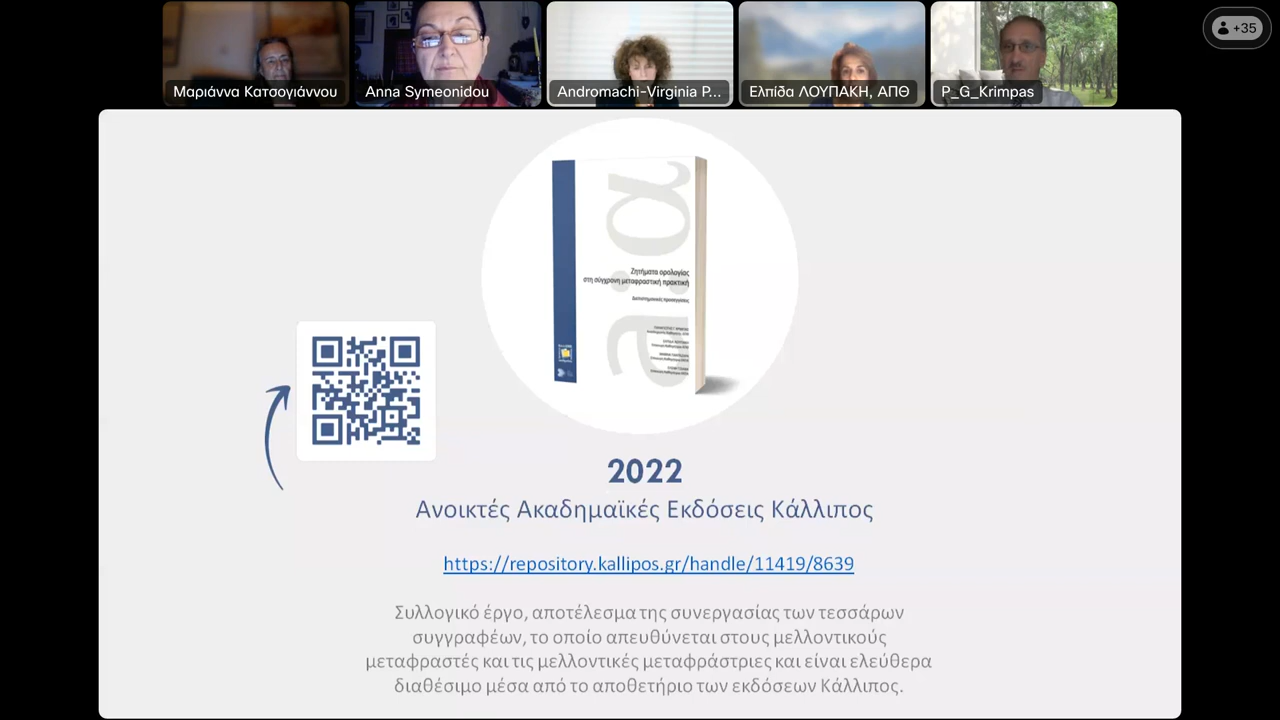 Μαριάννα Κατσογιάννου
Anna Symeonidou
Andromachi-Virginia P...
Ελπίδα ΛΟΥΠΑΚΗ, ΑΠΘ
P_G_Krimpas
+35
Ζητήματα ορολογίας
στη σύγχρονη μεταφραστική πρακτική
Διεπιστημονικές προσεγγίσεις
2022
Ανοικτές Ακαδημαϊκές Εκδόσεις Κάλλιπος
https://repository.kallipos.gr/handle/11419/8639
Συλλογικό έργο, αποτέλεσμα της συνεργασίας των τεσσάρων
συγγραφέων, το οποίο απευθύνεται στους μελλοντικούς
μεταφραστές και τις μελλοντικές μεταφράστριες και είναι ελεύθερα
διαθέσιμο μέσα από το αποθετήριο των εκδόσεων Κάλλιπος.